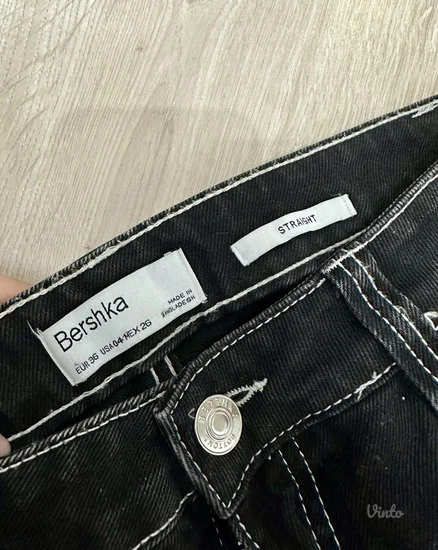 Bershka
EUR 36 USA 04 MEX 26
MADE IN
BANGLADESH
STRAIGHT
BERSHKA
Vinto